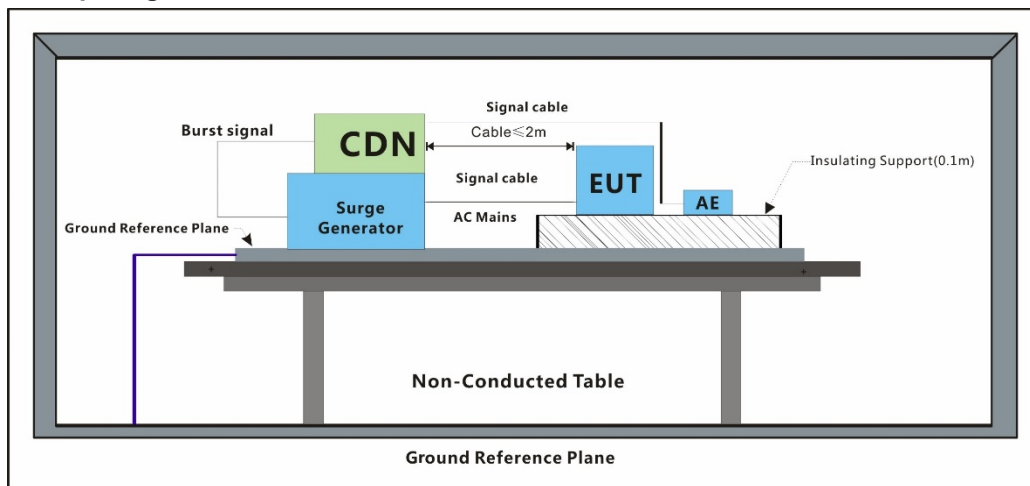 Signal cable
Burst signal
CDN
Cable≤2m
EUT
Insulating Support(0.1m)
Signal cable
Surge
Generator
AC Mains
AE
Ground Reference Plane
Non-Conducted Table
Ground Reference Plane